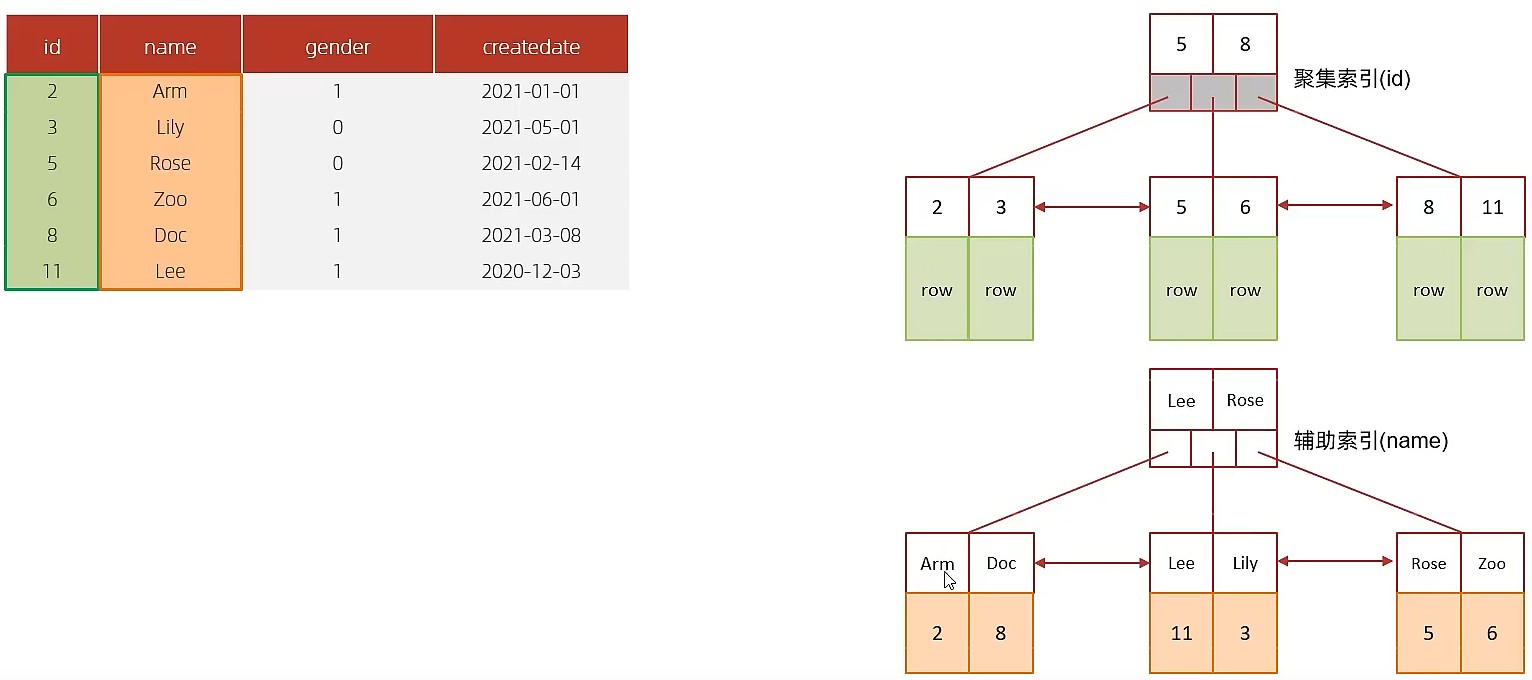 id name gender createdate
2 Arm 1 2021-01-01
3 Lily 0 2021-05-01
5 Rose 0 2021-02-14
6 Zoo 1 2021-06-01
8 Doc 1 2021-03-08
11 Lee 1 2020-12-03
5 8
聚集索引(id)
2 3 5 6 8 11
row row row row row row
Lee Rose
辅助索引(name)
Arm Doc Lee Lily Rose Zoo
2 8 11 3 5 6